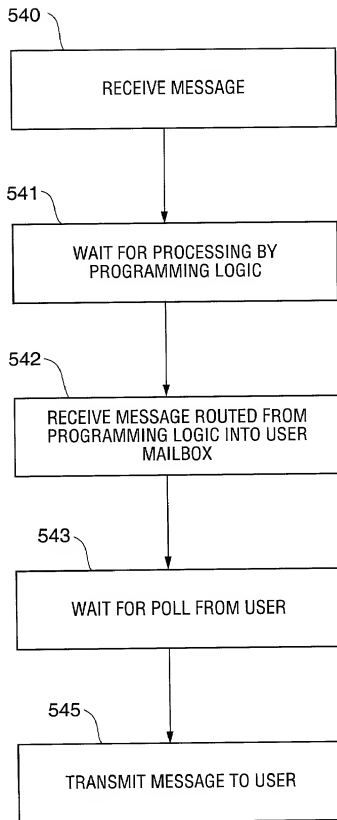 540
RECEIVE MESSAGE
541
WAIT FOR PROCESSING BY
PROGRAMMING LOGIC
542
RECEIVE MESSAGE ROUTED FROM
PROGRAMMING LOGIC INTO USER
MAILBOX
543
WAIT FOR POLL FROM USER
545
TRANSMIT MESSAGE TO USER